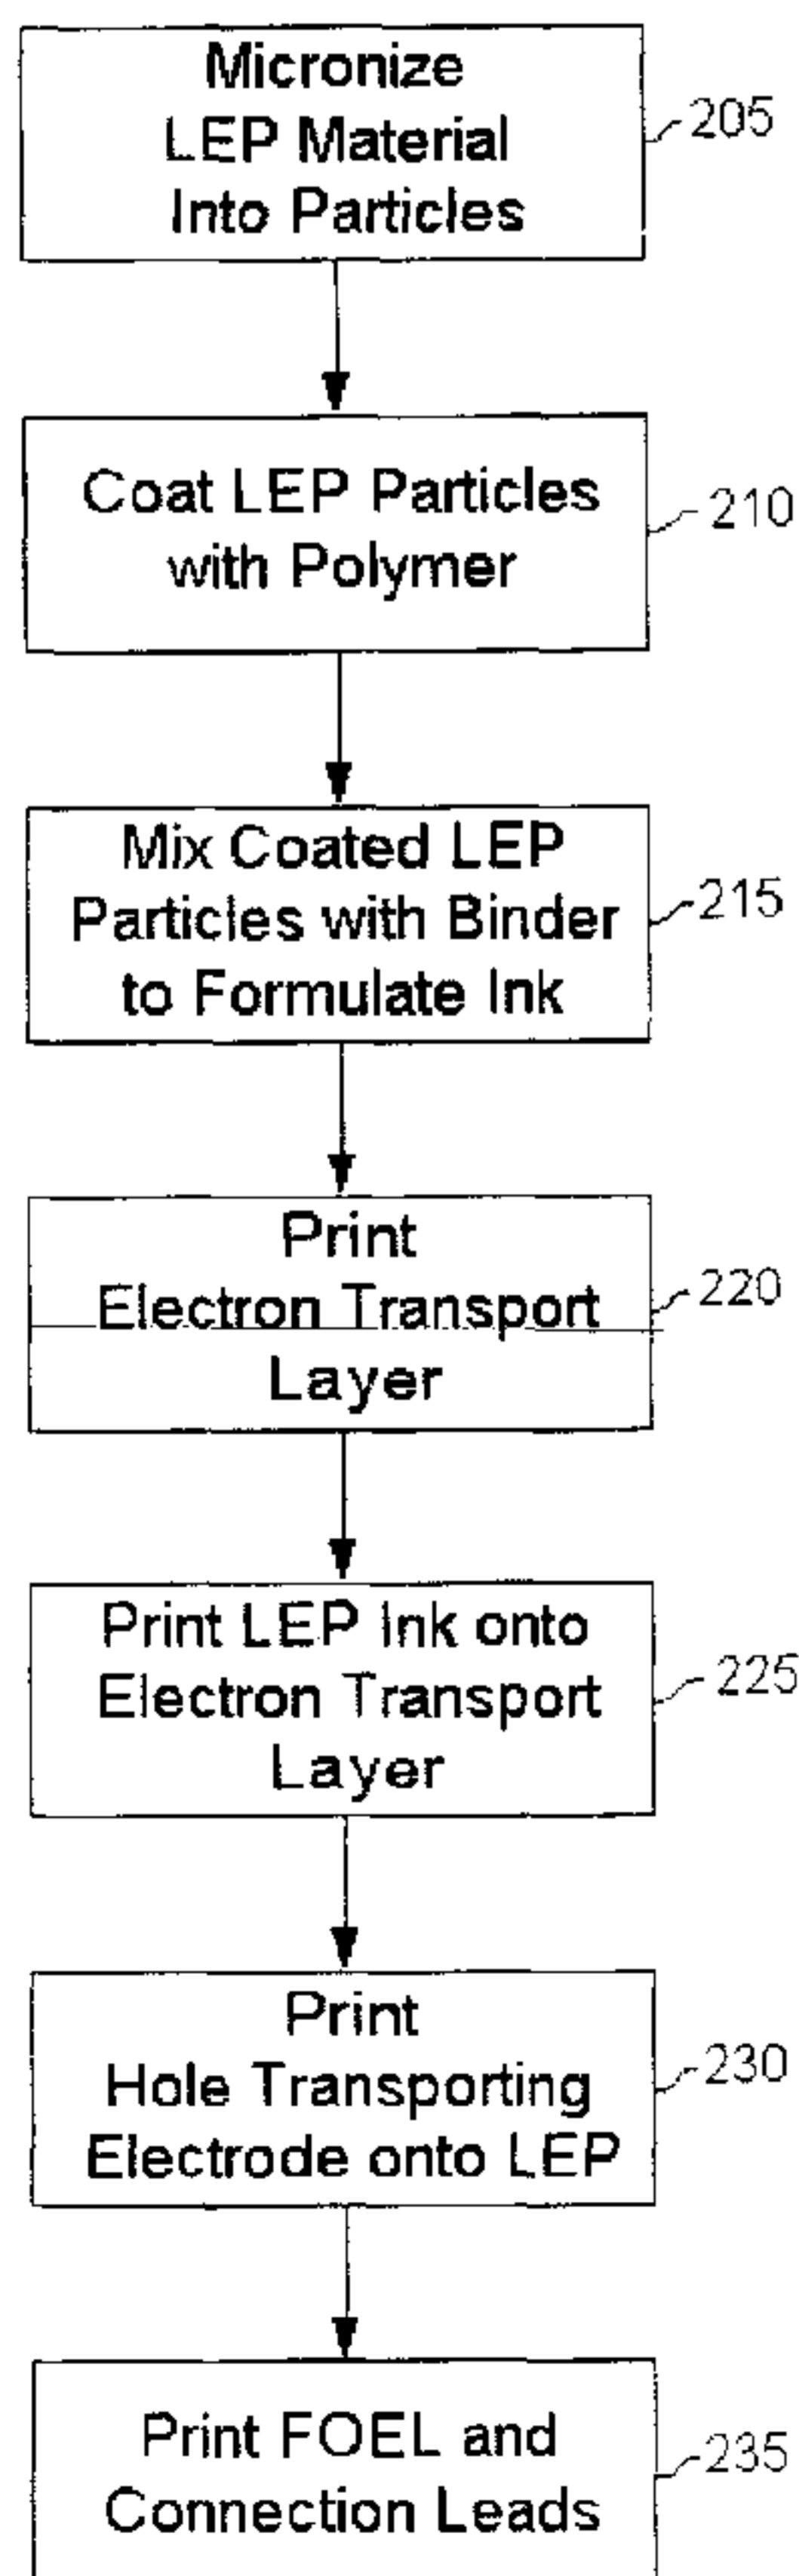 Micronize
LEP Material
Into Particles
205
Coat LEP Particles
with Polymer
210
Mix Coated LEP
Particles with Binder
to Formulate Ink
215
Print
Electron Transport
Layer
220
Print LEP Ink onto
Electron Transport
Layer
225
Print
Hole Transporting
Electrode onto LEP
230
Print FOEL and
Connection Leads
235